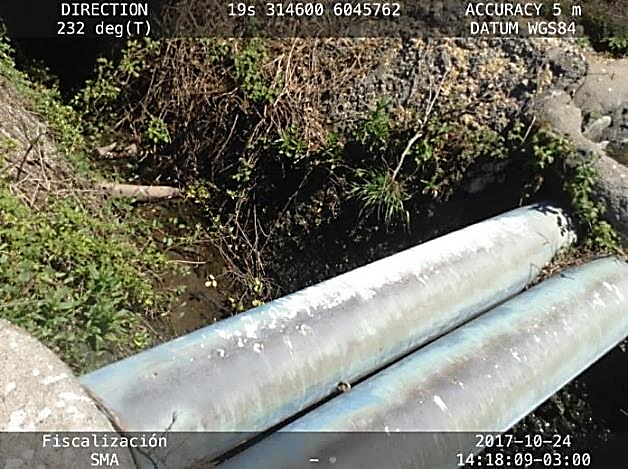 DIRECTION 19s 314600 6045762 ACCURACY 5 m
232 deg(T) DATUM WGS84
Fiscalización 2017-10-24
SMA - 14:18:09-03:00